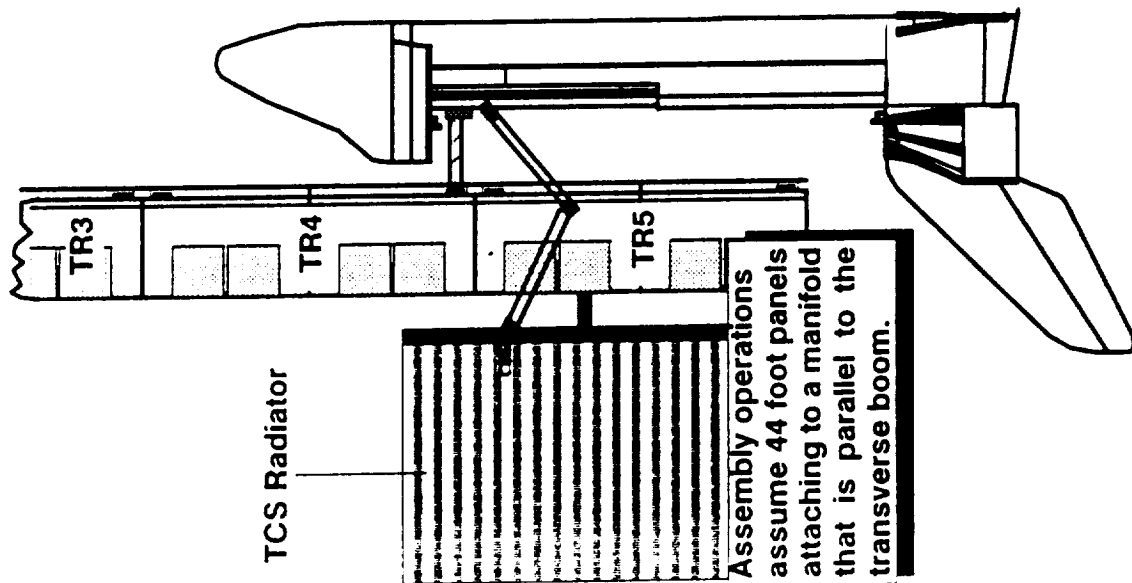 TR3
TR4
TR5
TCS Radiator
Assembly operations
assume 44 foot panels
attaching to a manifold
that is parallel to the
transverse boom.